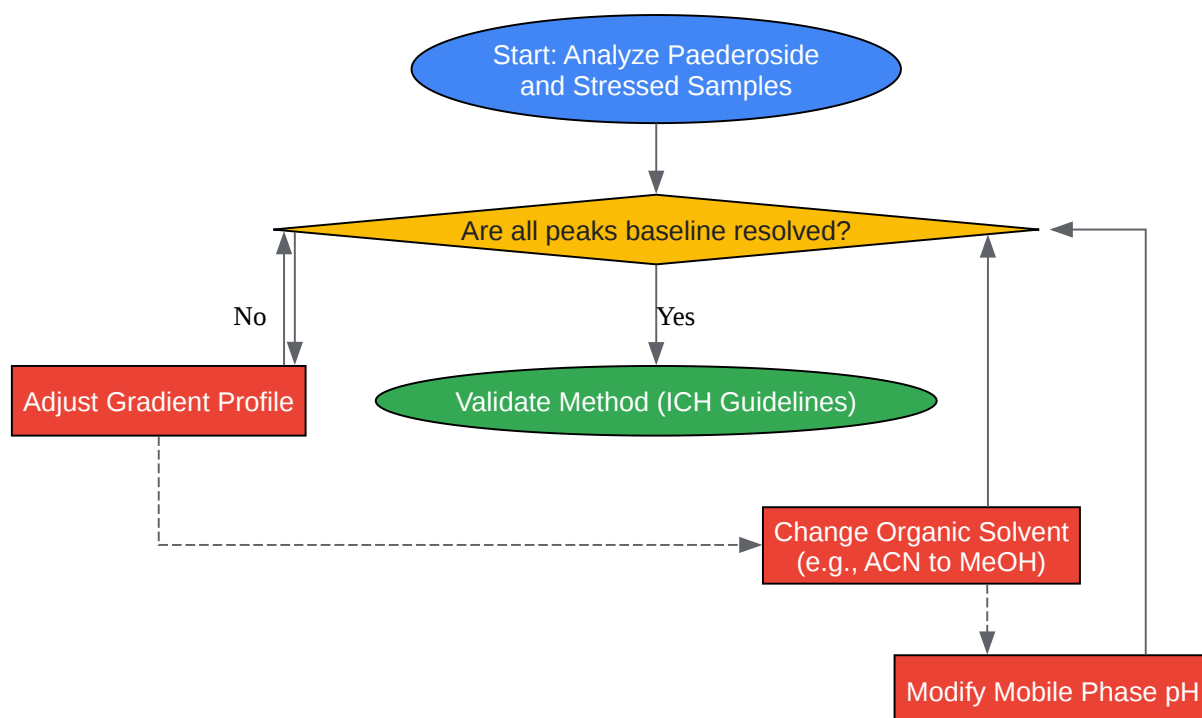 Start: Analyze Paederoside
and Stressed Samples
Are all peaks baseline resolved?
No
Yes
Adjust Gradient Profile
Validate Method (ICH Guidelines)
Change Organic Solvent
(e.g., ACN to MeOH)
Modify Mobile Phase pH